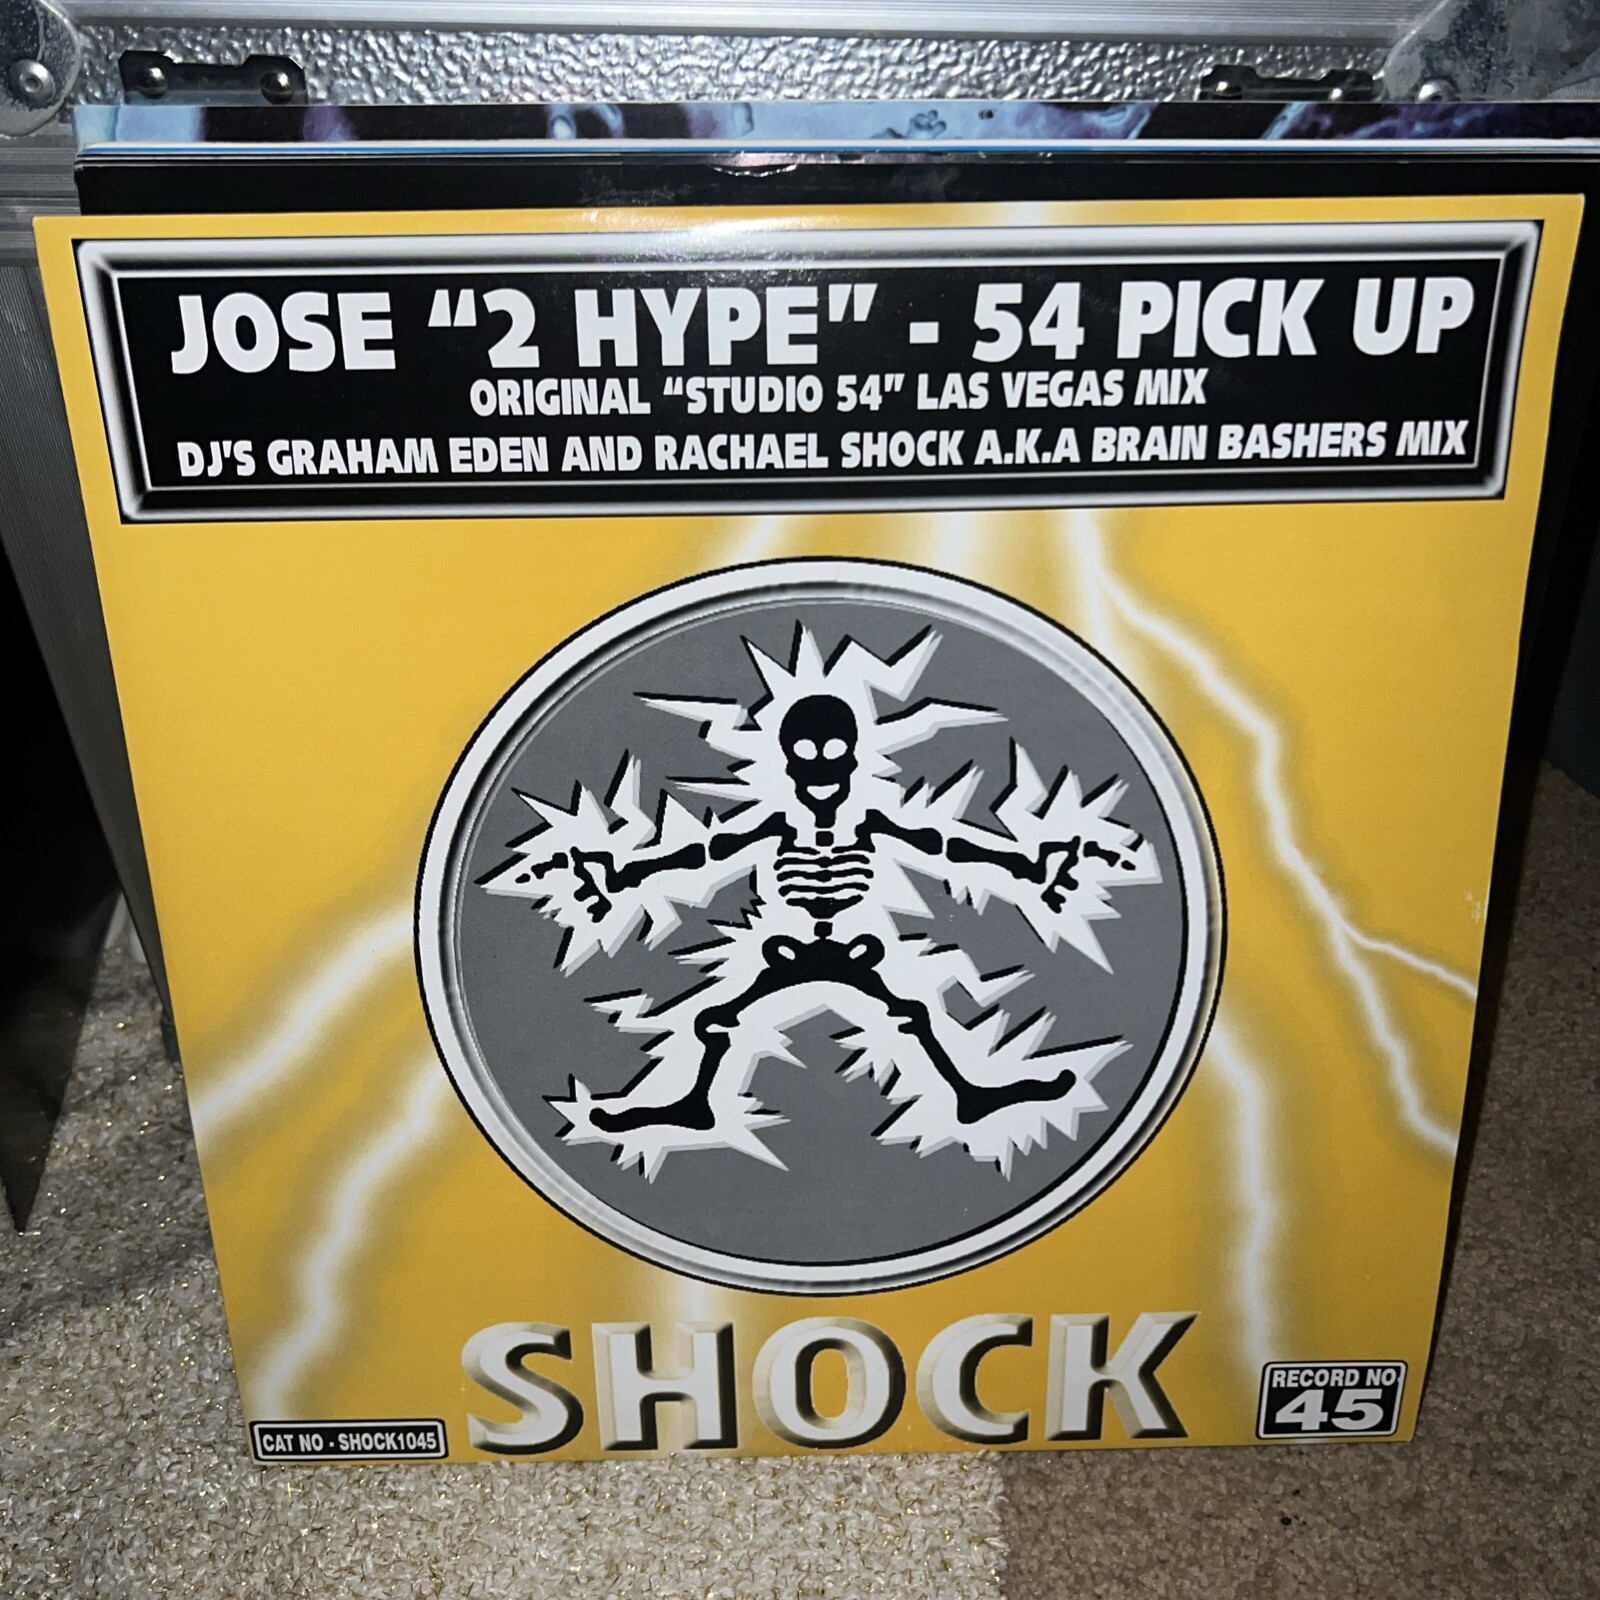 JOSE “2 HYPE” - 54 PICK UP
ORIGINAL “STUDIO 54” LAS VEGAS MIX
DJ'S GRAHAM EDEN AND RACHAEL SHOCK A.K.A BRAIN BASHERS MIX
SHOCK
CAT NO - SHOCK1045
RECORD NO
45